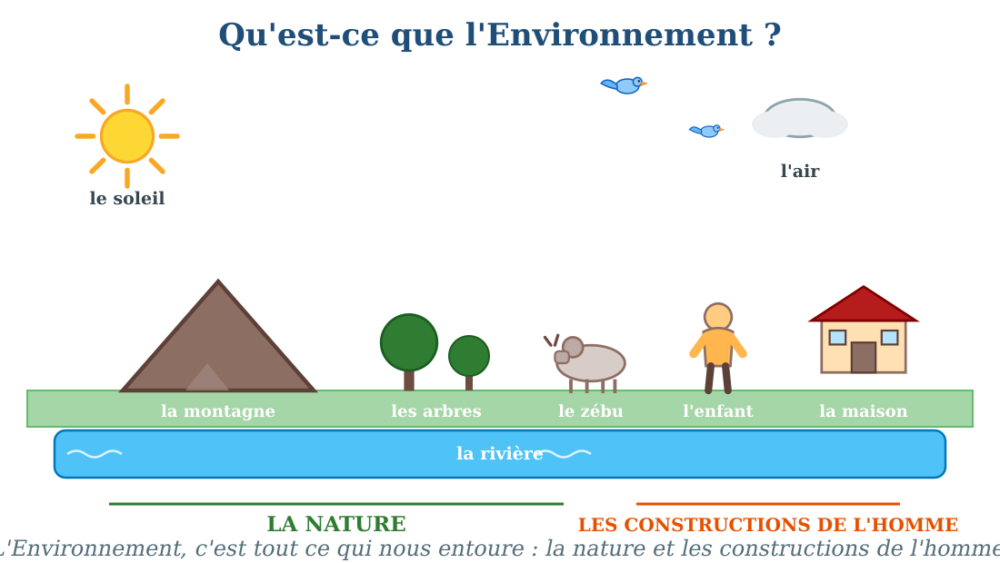 Qu'est-ce que l'Environnement ?
le soleil
l'air
la montagne
les arbres
le zébu
l'enfant
la maison
la rivière
LA NATURE
LES CONSTRUCTIONS DE L'HOMME
L'Environnement, c'est tout ce qui nous entoure : la nature et les constructions de l'homme